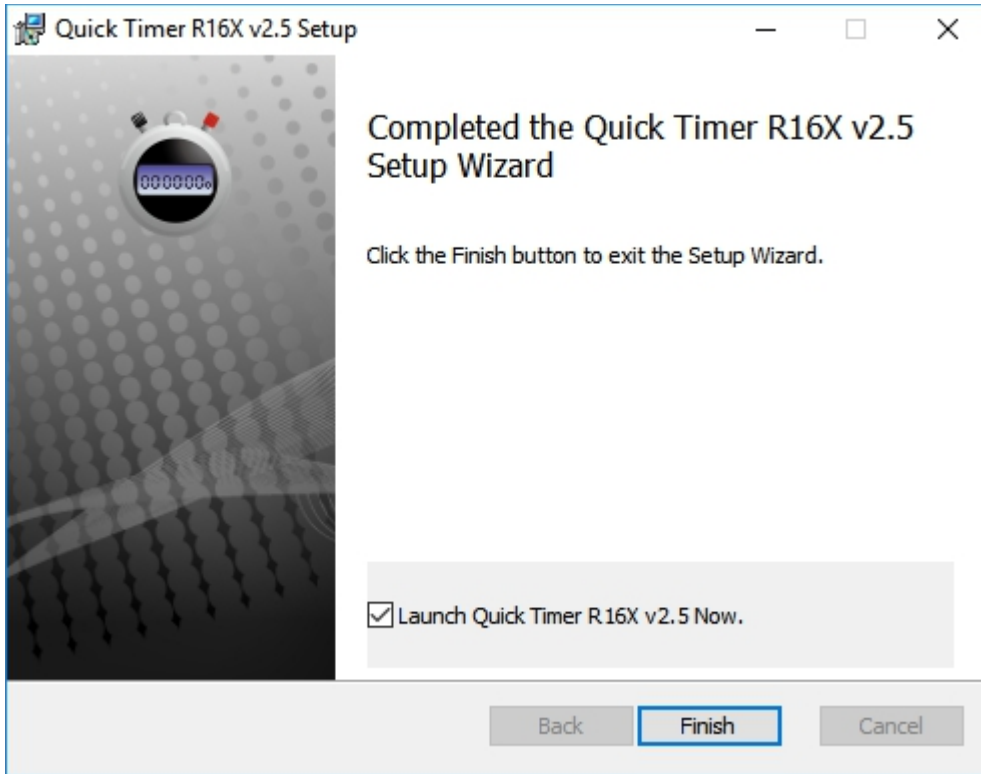 Quick Timer R16X v2.5 Setup
000000
Completed the Quick Timer R16X v2.5
Setup Wizard
Click the Finish button to exit the Setup Wizard.
Launch Quick Timer R16X v2.5 Now.
Back
Finish
Cancel